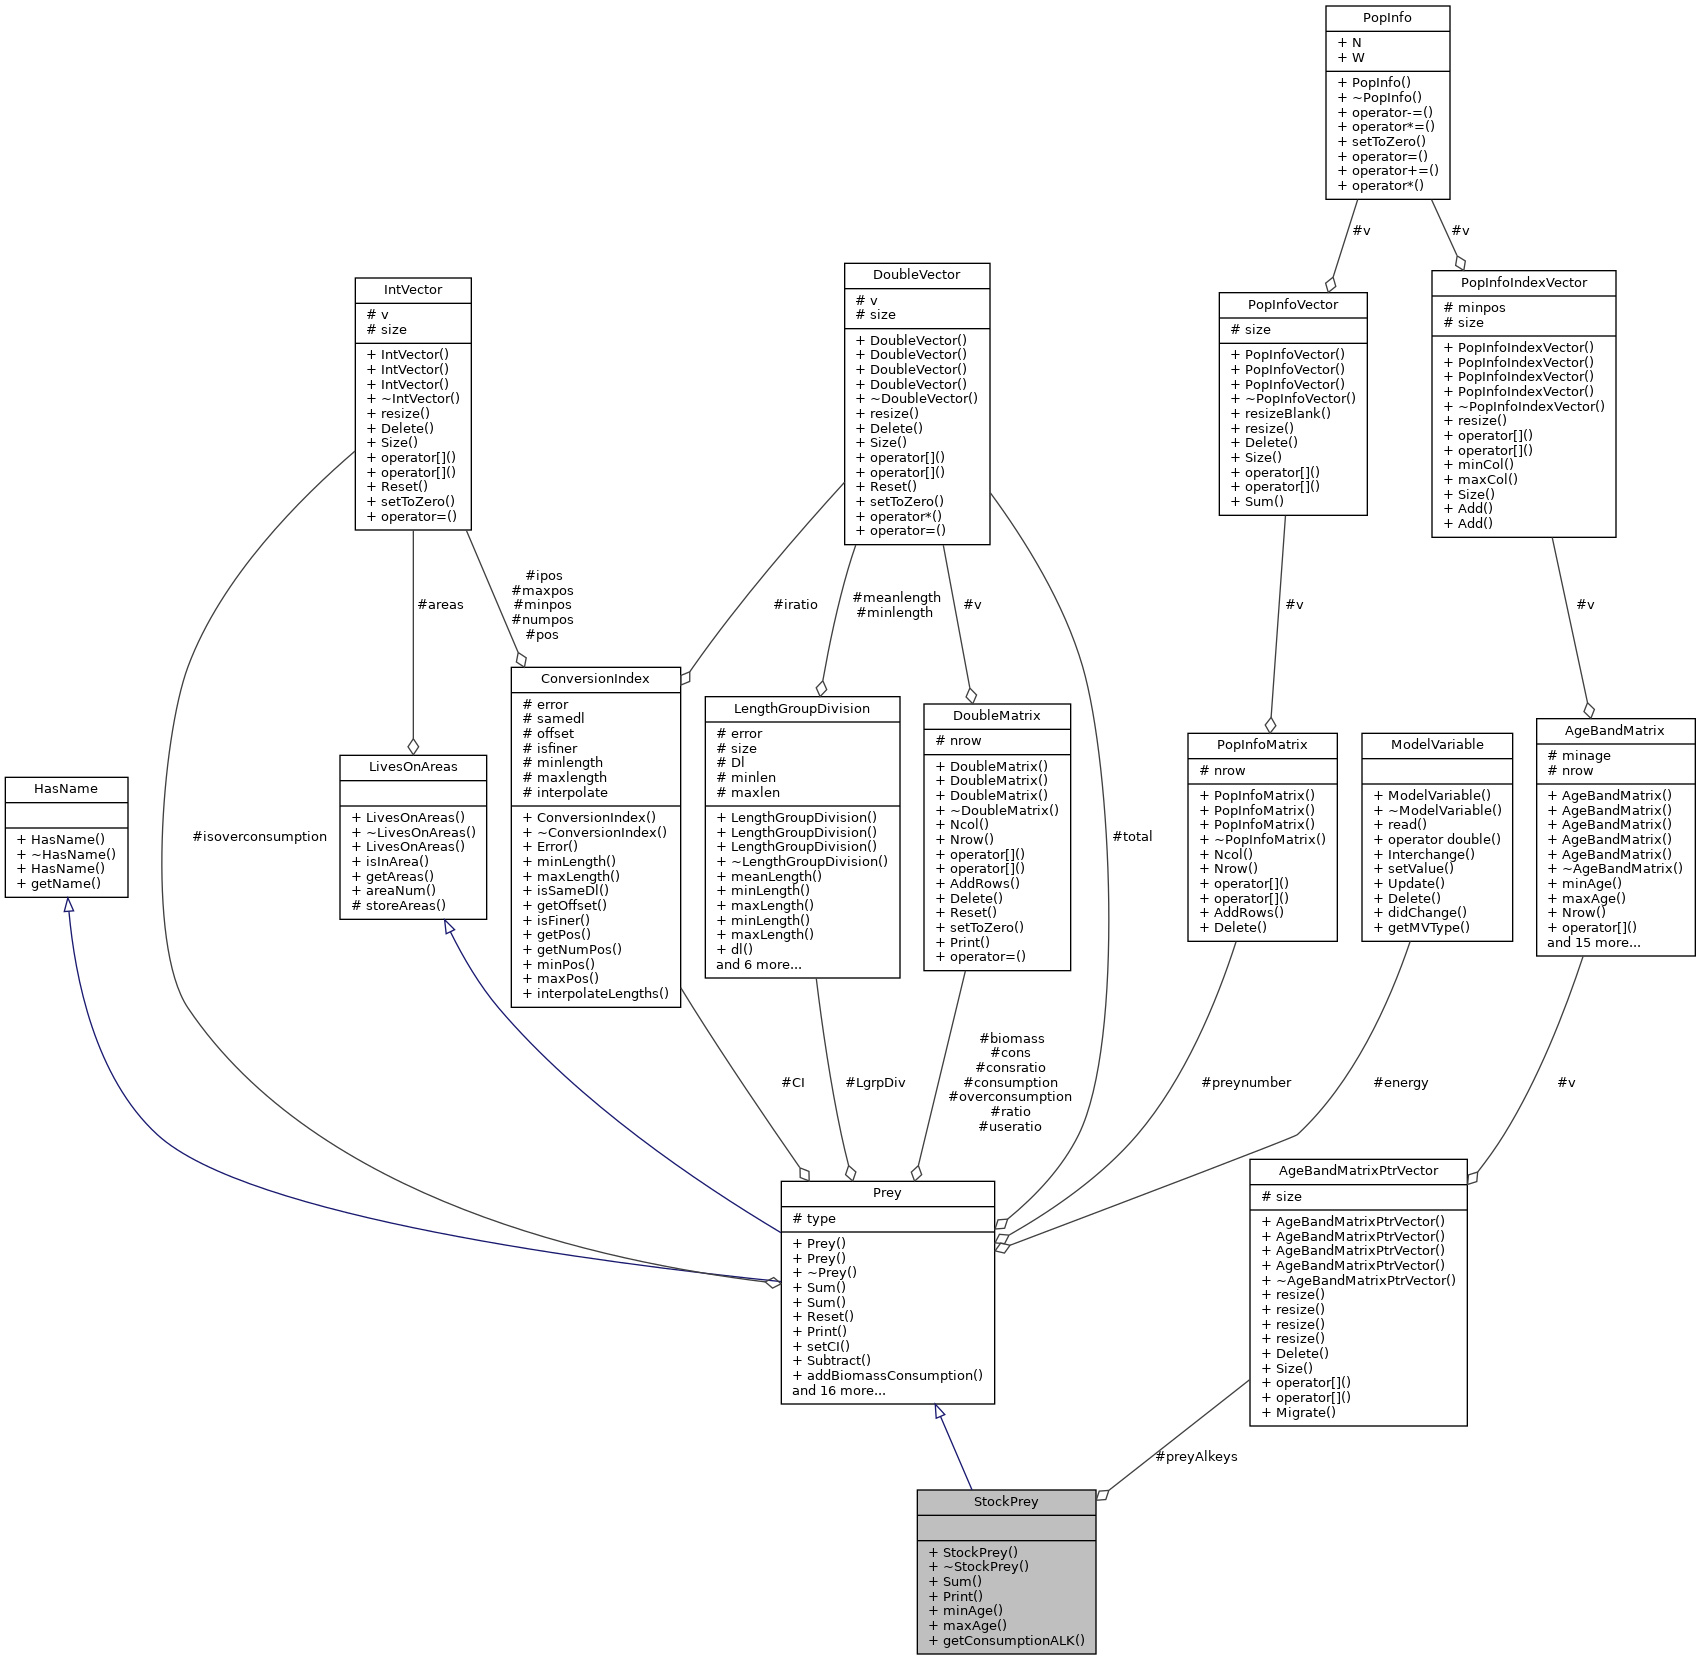 PopInfo
+ N
+ W
+ PopInfo()
+ ~PopInfo()
+ operator-=()
+ operator*=()
+ setToZero()
+ operator=()
+ operator+=()
+ operator*()
#v
#v
IntVector
# v
# size
+ IntVector()
+ IntVector()
+ IntVector()
+ ~IntVector()
+ resize()
+ Delete()
+ Size()
+ operator[]()
+ operator[]()
+ Reset()
+ setToZero()
+ operator=()
DoubleVector
# v
# size
+ DoubleVector()
+ DoubleVector()
+ DoubleVector()
+ DoubleVector()
+ ~DoubleVector()
+ resize()
+ Delete()
+ Size()
+ operator[]()
+ operator[]()
+ Reset()
+ setToZero()
+ operator*()
+ operator=()
PopInfoVector
# size
+ PopInfoVector()
+ PopInfoVector()
+ PopInfoVector()
+ ~PopInfoVector()
+ resizeBlank()
+ resize()
+ Delete()
+ Size()
+ operator[]()
+ operator[]()
+ Sum()
PopInfoIndexVector
# minpos
# size
+ PopInfoIndexVector()
+ PopInfoIndexVector()
+ PopInfoIndexVector()
+ PopInfoIndexVector()
+ ~PopInfoIndexVector()
+ resize()
+ operator[]()
+ operator[]()
+ minCol()
+ maxCol()
+ Size()
+ Add()
+ Add()
#areas
#ipos
#maxpos
#minpos
#numpos
#pos
#iratio
#meanlength
#minlength
#v
#v
#v
HasName
+ HasName()
+ ~HasName()
+ HasName()
+ getName()
#isoverconsumption
LivesOnAreas
+ LivesOnAreas()
+ ~LivesOnAreas()
+ LivesOnAreas()
+ isInArea()
+ getAreas()
+ areaNum()
# storeAreas()
ConversionIndex
# error
# samedl
# offset
# isfiner
# minlength
# maxlength
# interpolate
+ ConversionIndex()
+ ~ConversionIndex()
+ Error()
+ minLength()
+ maxLength()
+ isSameDl()
+ getOffset()
+ isFiner()
+ getPos()
+ getNumPos()
+ minPos()
+ maxPos()
+ interpolateLengths()
LengthGroupDivision
# error
# size
# Dl
# minlen
# maxlen
+ LengthGroupDivision()
+ LengthGroupDivision()
+ LengthGroupDivision()
+ ~LengthGroupDivision()
+ meanLength()
+ minLength()
+ maxLength()
+ minLength()
+ maxLength()
+ dl()
and 6 more...
DoubleMatrix
# nrow
+ DoubleMatrix()
+ DoubleMatrix()
+ DoubleMatrix()
+ ~DoubleMatrix()
+ Ncol()
+ Nrow()
+ operator[]()
+ operator[]()
+ AddRows()
+ Delete()
+ Reset()
+ setToZero()
+ Print()
+ operator=()
#total
PopInfoMatrix
# nrow
+ PopInfoMatrix()
+ PopInfoMatrix()
+ PopInfoMatrix()
+ ~PopInfoMatrix()
+ Ncol()
+ Nrow()
+ operator[]()
+ operator[]()
+ AddRows()
+ Delete()
ModelVariable
+ ModelVariable()
+ ~ModelVariable()
+ read()
+ operator double()
+ Interchange()
+ setValue()
+ Update()
+ Delete()
+ didChange()
+ getMVType()
AgeBandMatrix
# minage
# nrow
+ AgeBandMatrix()
+ AgeBandMatrix()
+ AgeBandMatrix()
+ AgeBandMatrix()
+ AgeBandMatrix()
+ ~AgeBandMatrix()
+ minAge()
+ maxAge()
+ Nrow()
+ operator[]()
and 15 more...
#CI
#LgrpDiv
#biomass
#cons
#consratio
#consumption
#overconsumption
#ratio
#useratio
#preynumber
#energy
#v
Prey
# type
+ Prey()
+ Prey()
+ ~Prey()
+ Sum()
+ Sum()
+ Reset()
+ Print()
+ setCI()
+ Subtract()
+ addBiomassConsumption()
and 16 more...
AgeBandMatrixPtrVector
# size
+ AgeBandMatrixPtrVector()
+ AgeBandMatrixPtrVector()
+ AgeBandMatrixPtrVector()
+ AgeBandMatrixPtrVector()
+ ~AgeBandMatrixPtrVector()
+ resize()
+ resize()
+ resize()
+ resize()
+ Delete()
+ Size()
+ operator[]()
+ operator[]()
+ Migrate()
#preyAlkeys
StockPrey
+ StockPrey()
+ ~StockPrey()
+ Sum()
+ Print()
+ minAge()
+ maxAge()
+ getConsumptionALK()